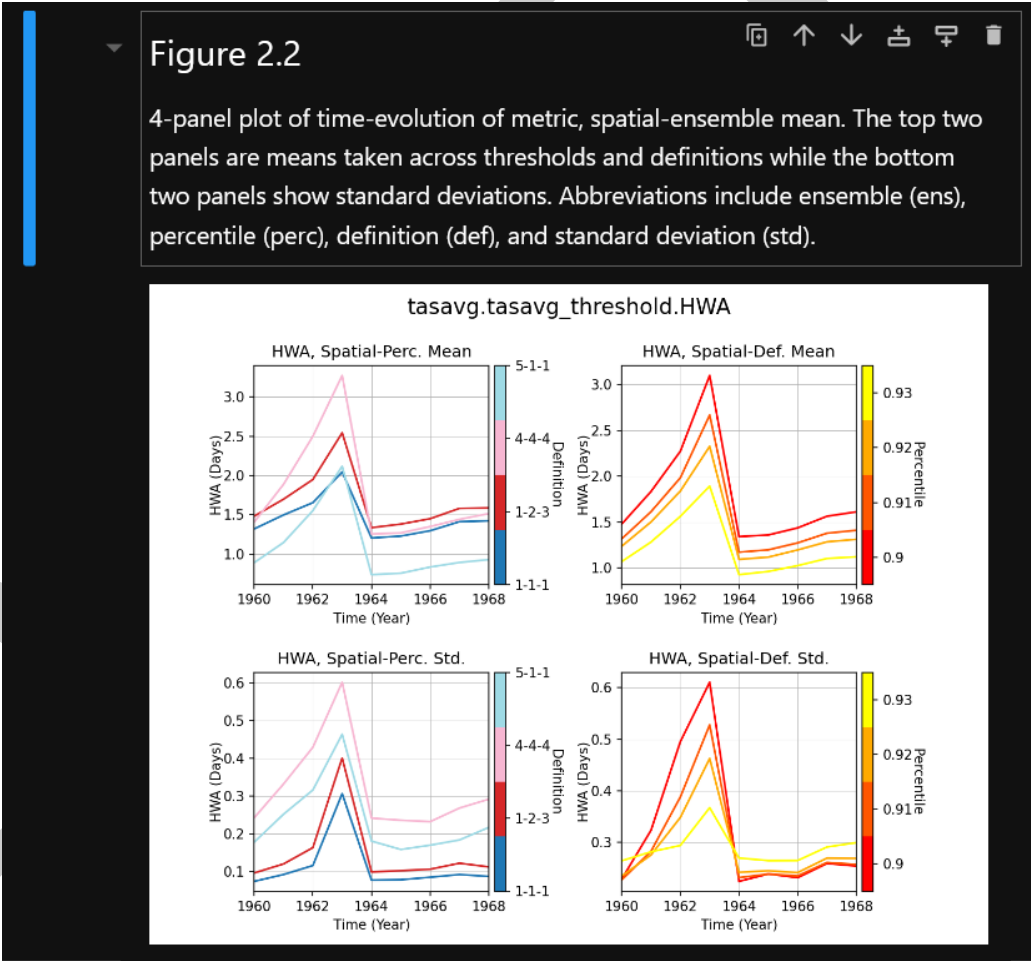 Figure 2.2
4-panel plot of time-evolution of metric, spatial-ensemble mean. The top two
panels are means taken across thresholds and definitions while the bottom
two panels show standard deviations. Abbreviations include ensemble (ens),
percentile (perc), definition (def), and standard deviation (std).
tasavg.tasavg_threshold.HWA
HWA, Spatial-Perc. Mean
HWA (Days)
3.0
2.5
2.0
1.5
1.0
1960 1962 1964 1966 1968
Time (Year)
5-1-1
4-4-4
1-2-3
1-1-1
Definition
HWA, Spatial-Def. Mean
HWA (Days)
3.0
2.5
2.0
1.5
1.0
1960 1962 1964 1966 1968
Time (Year)
0.93
0.92
0.91
0.9
Percentile
HWA, Spatial-Perc. Std.
HWA (Days)
0.6
0.5
0.4
0.3
0.2
0.1
1960 1962 1964 1966 1968
Time (Year)
5-1-1
4-4-4
1-2-3
1-1-1
Definition
HWA, Spatial-Def. Std.
HWA (Days)
0.6
0.5
0.4
0.3
1960 1962 1964 1966 1968
Time (Year)
0.93
0.92
0.91
0.9
Percentile